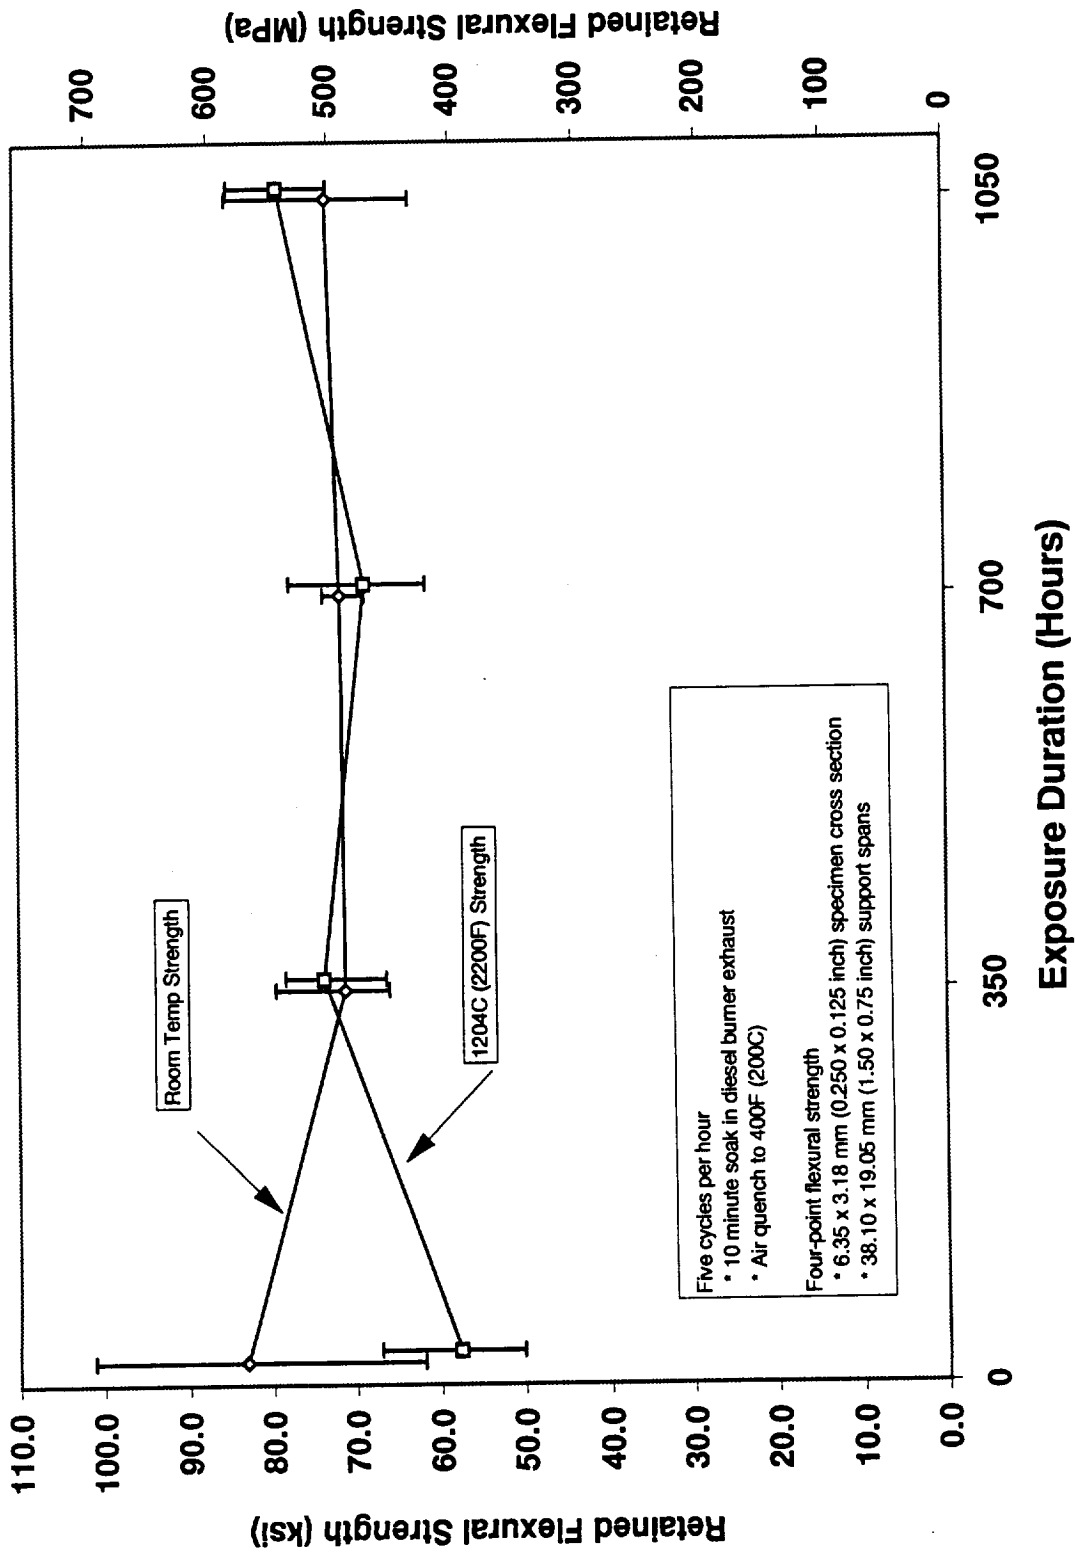 Retained Flexural Strength (ksi)
110.0
100.0
90.0
80.0
70.0
60.0
50.0
40.0
30.0
20.0
10.0
0.0
Room Temp Strength
1204C (2200F) Strength
Five cycles per hour
* 10 minute soak in diesel burner exhaust
* Air quench to 400F (200C)
Four-point flexural strength
* 6.35 x 3.18 mm (0.250 x 0.125 inch) specimen cross section
* 38.10 x 19.05 mm (1.50 x 0.75 inch) support spans
700
600
500
400
300
200
100
0
Retained Flexural Strength (MPa)
0
350
700
1050
Exposure Duration (Hours)